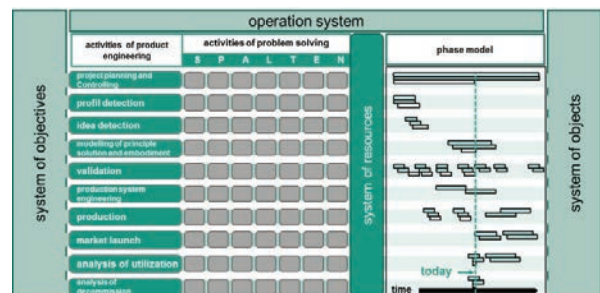 operation system
activities of product
engineering
activities of problem solving
S P A L T E N
phase model
system of objectives
system of resources
system of objects
project planning and
Controlling
profil detection
idea detection
modelling of principle
solution and embodiment
validation
production system
engineering
production
market launch
analysis of utilization
analysis of
decommission
today
time